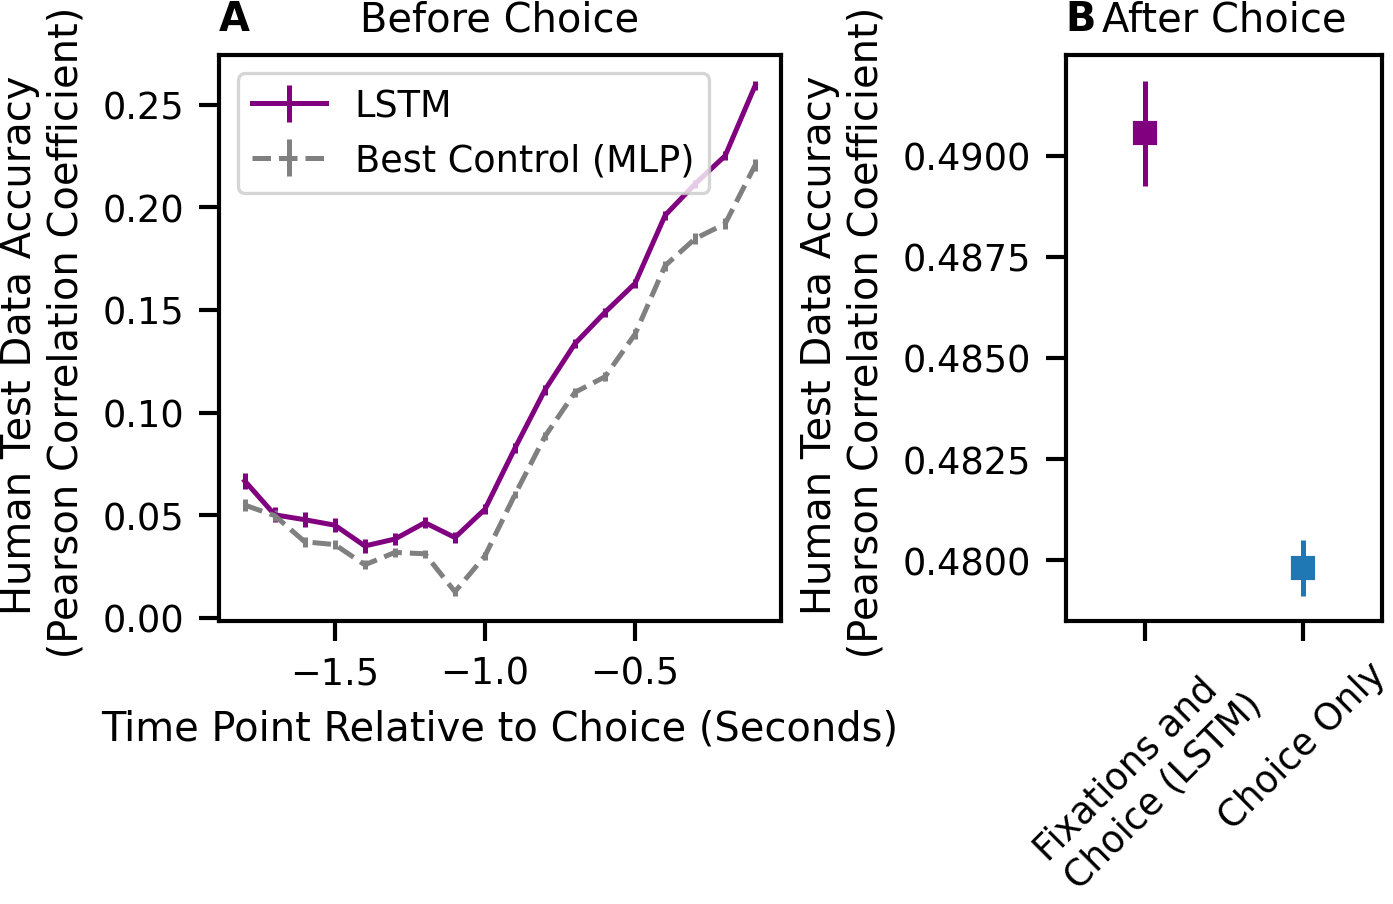 A Before Choice
Human Test Data Accuracy
(Pearson Correlation Coefficient)
0.25
0.20
0.15
0.10
0.05
0.00
LSTM
Best Control (MLP)
−1.5 −1.0 −0.5
Time Point Relative to Choice (Seconds)
B After Choice
Human Test Data Accuracy
(Pearson Correlation Coefficient)
0.4900
0.4875
0.4850
0.4825
0.4800
Fixations and
Choice (LSTM)
Choice Only